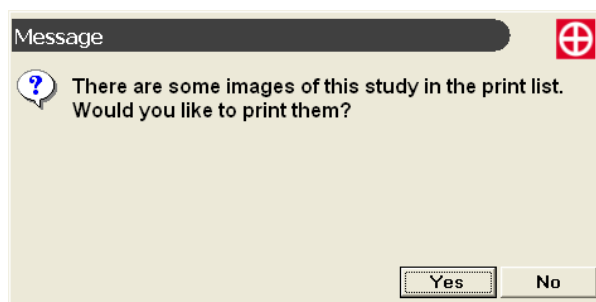 Message
There are some images of this study in the print list.
Would you like to print them?
Yes
No